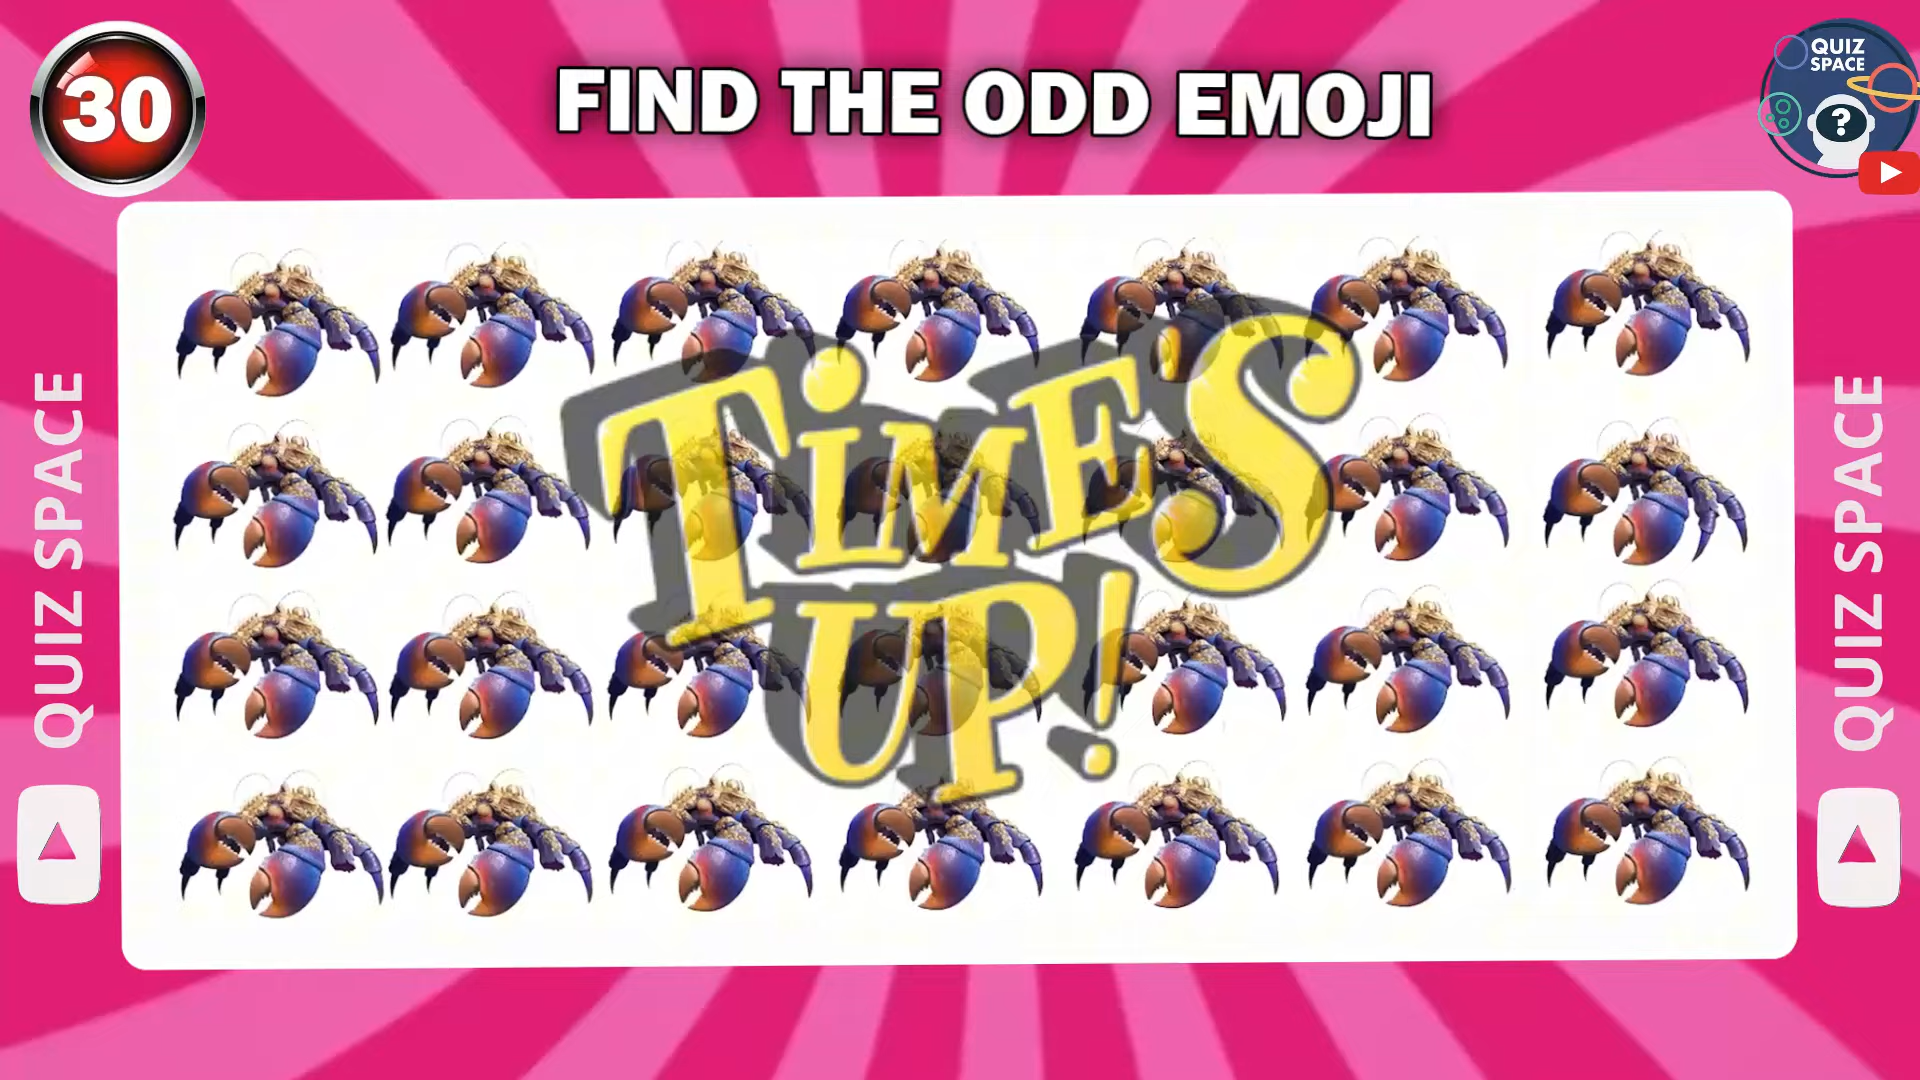 30
FIND THE ODD EMOJI
QUIZ
SPACE
?
TiME'S
UP!
QUIZ SPACE
QUIZ SPACE